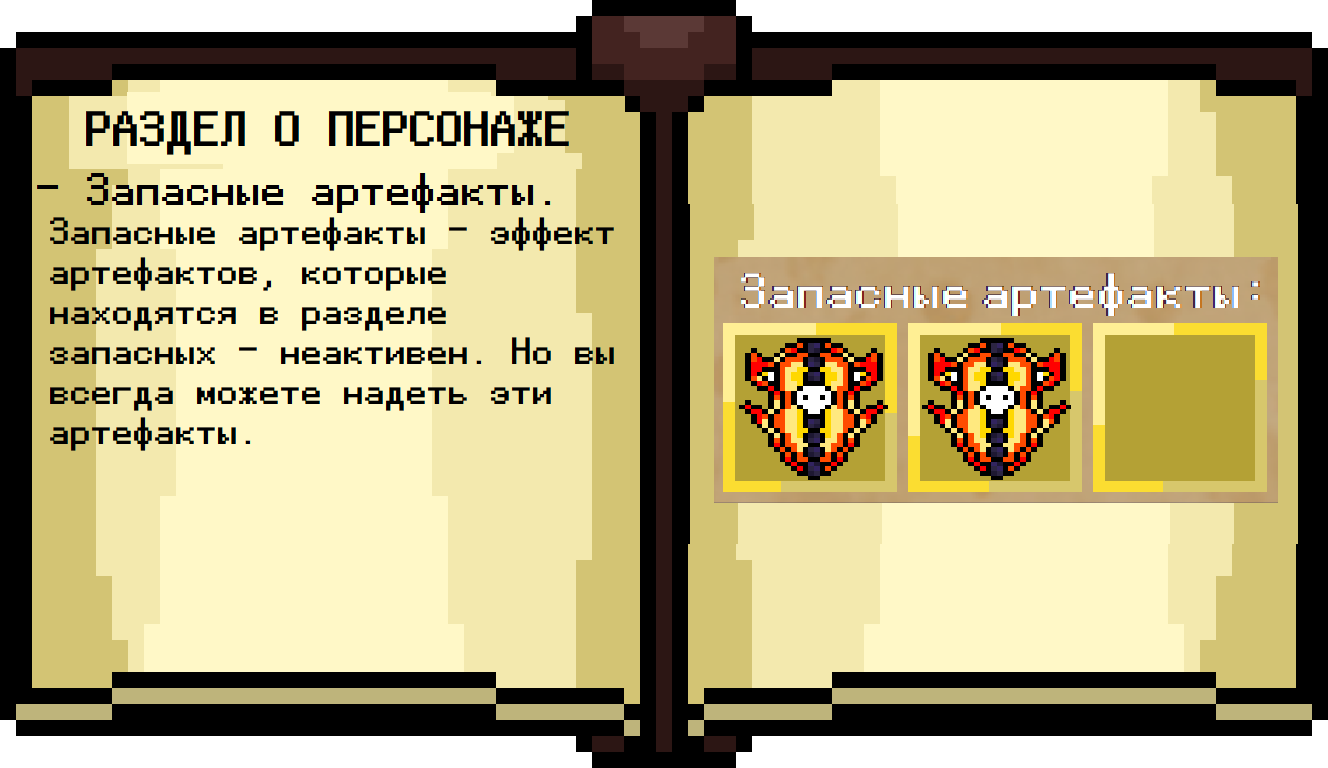 РАЗДЕЛ О ПЕРСОНАЖЕ
- Запасные артефакты.
Запасные артефакты - эффект
артефактов, которые
находятся в разделе
запасных - неактивен. Но вы
всегда можете надеть эти
артефакты.
Запасные артефакты: